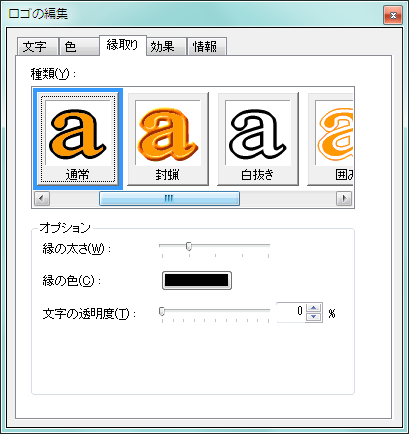 ロゴの編集
文字 色 縁取り 効果 情報
種類(Y):
a a a
通常 封蝋 白抜き 囲み
オプション
縁の太さ(W):
縁の色(C):
文字の透明度(T): 0 %